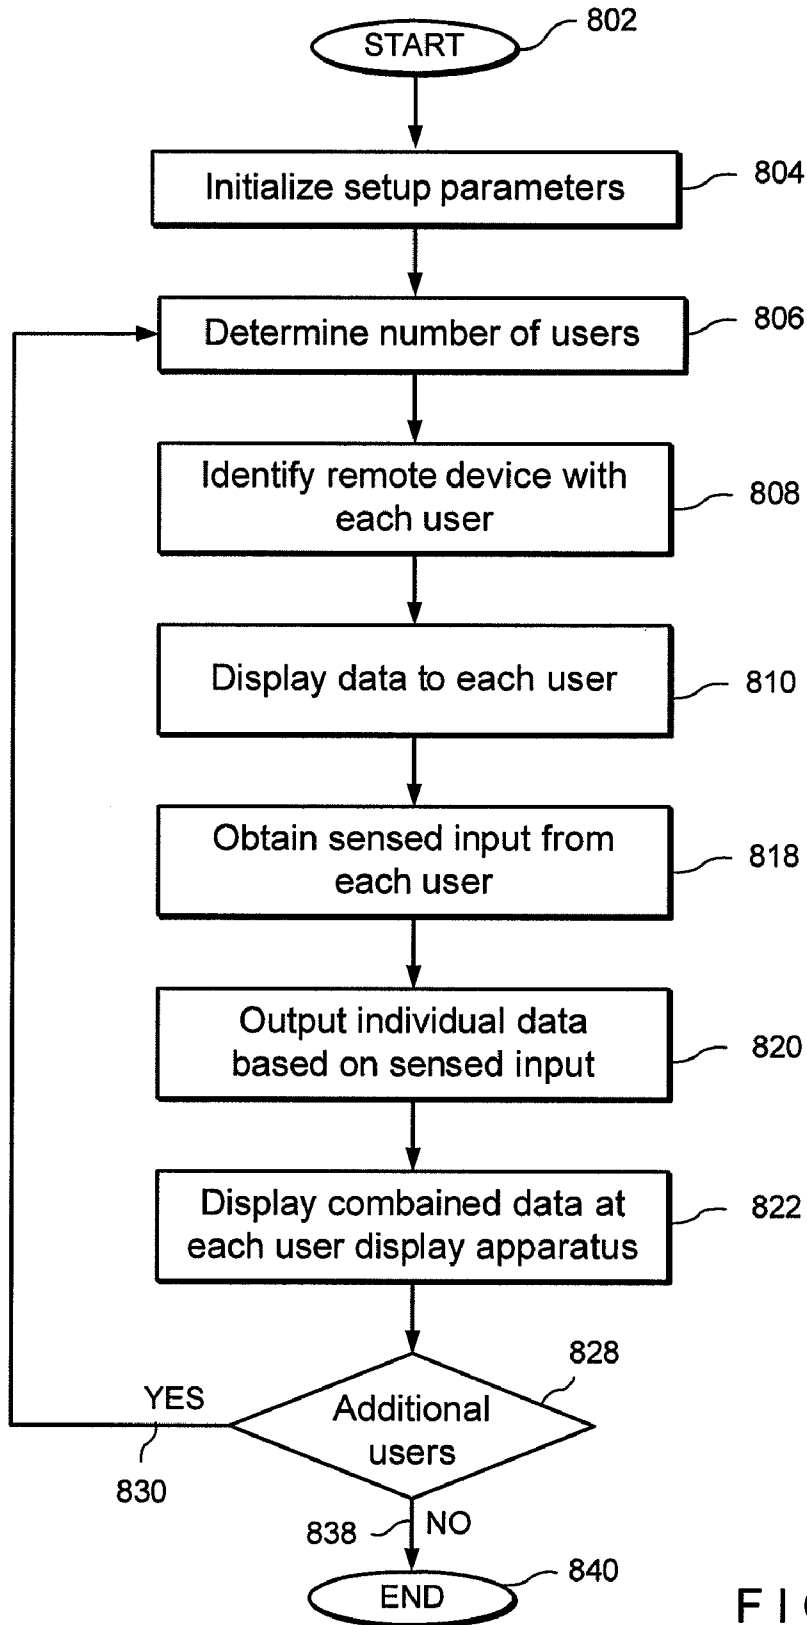 START
802
Initialize setup parameters
804
Determine number of users
806
Identify remote device with
each user
808
Display data to each user
810
Obtain sensed input from
each user
818
Output individual data
based on sensed input
820
Display combained data at
each user display apparatus
822
828
YES
Additional
users
830
838
NO
END
840